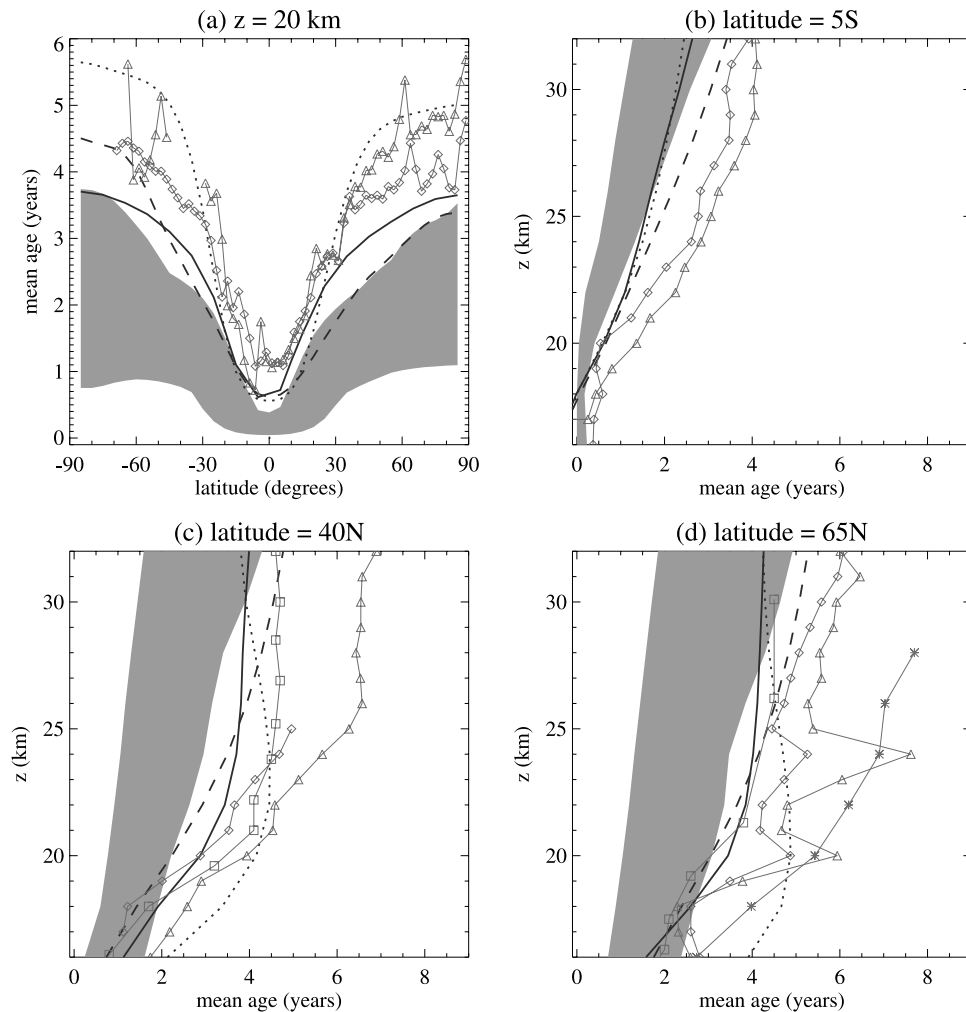 (a) z = 20 km
(b) latitude = 5S
6
5
4
3
2
1
0
mean age (years)
-90 -60 -30 0 30 60 90
latitude (degrees)
30
25
20
z (km)
0 2 4 6 8
mean age (years)
(c) latitude = 40N
(d) latitude = 65N
30
25
20
z (km)
0 2 4 6 8
mean age (years)
30
25
20
z (km)
0 2 4 6 8
mean age (years)